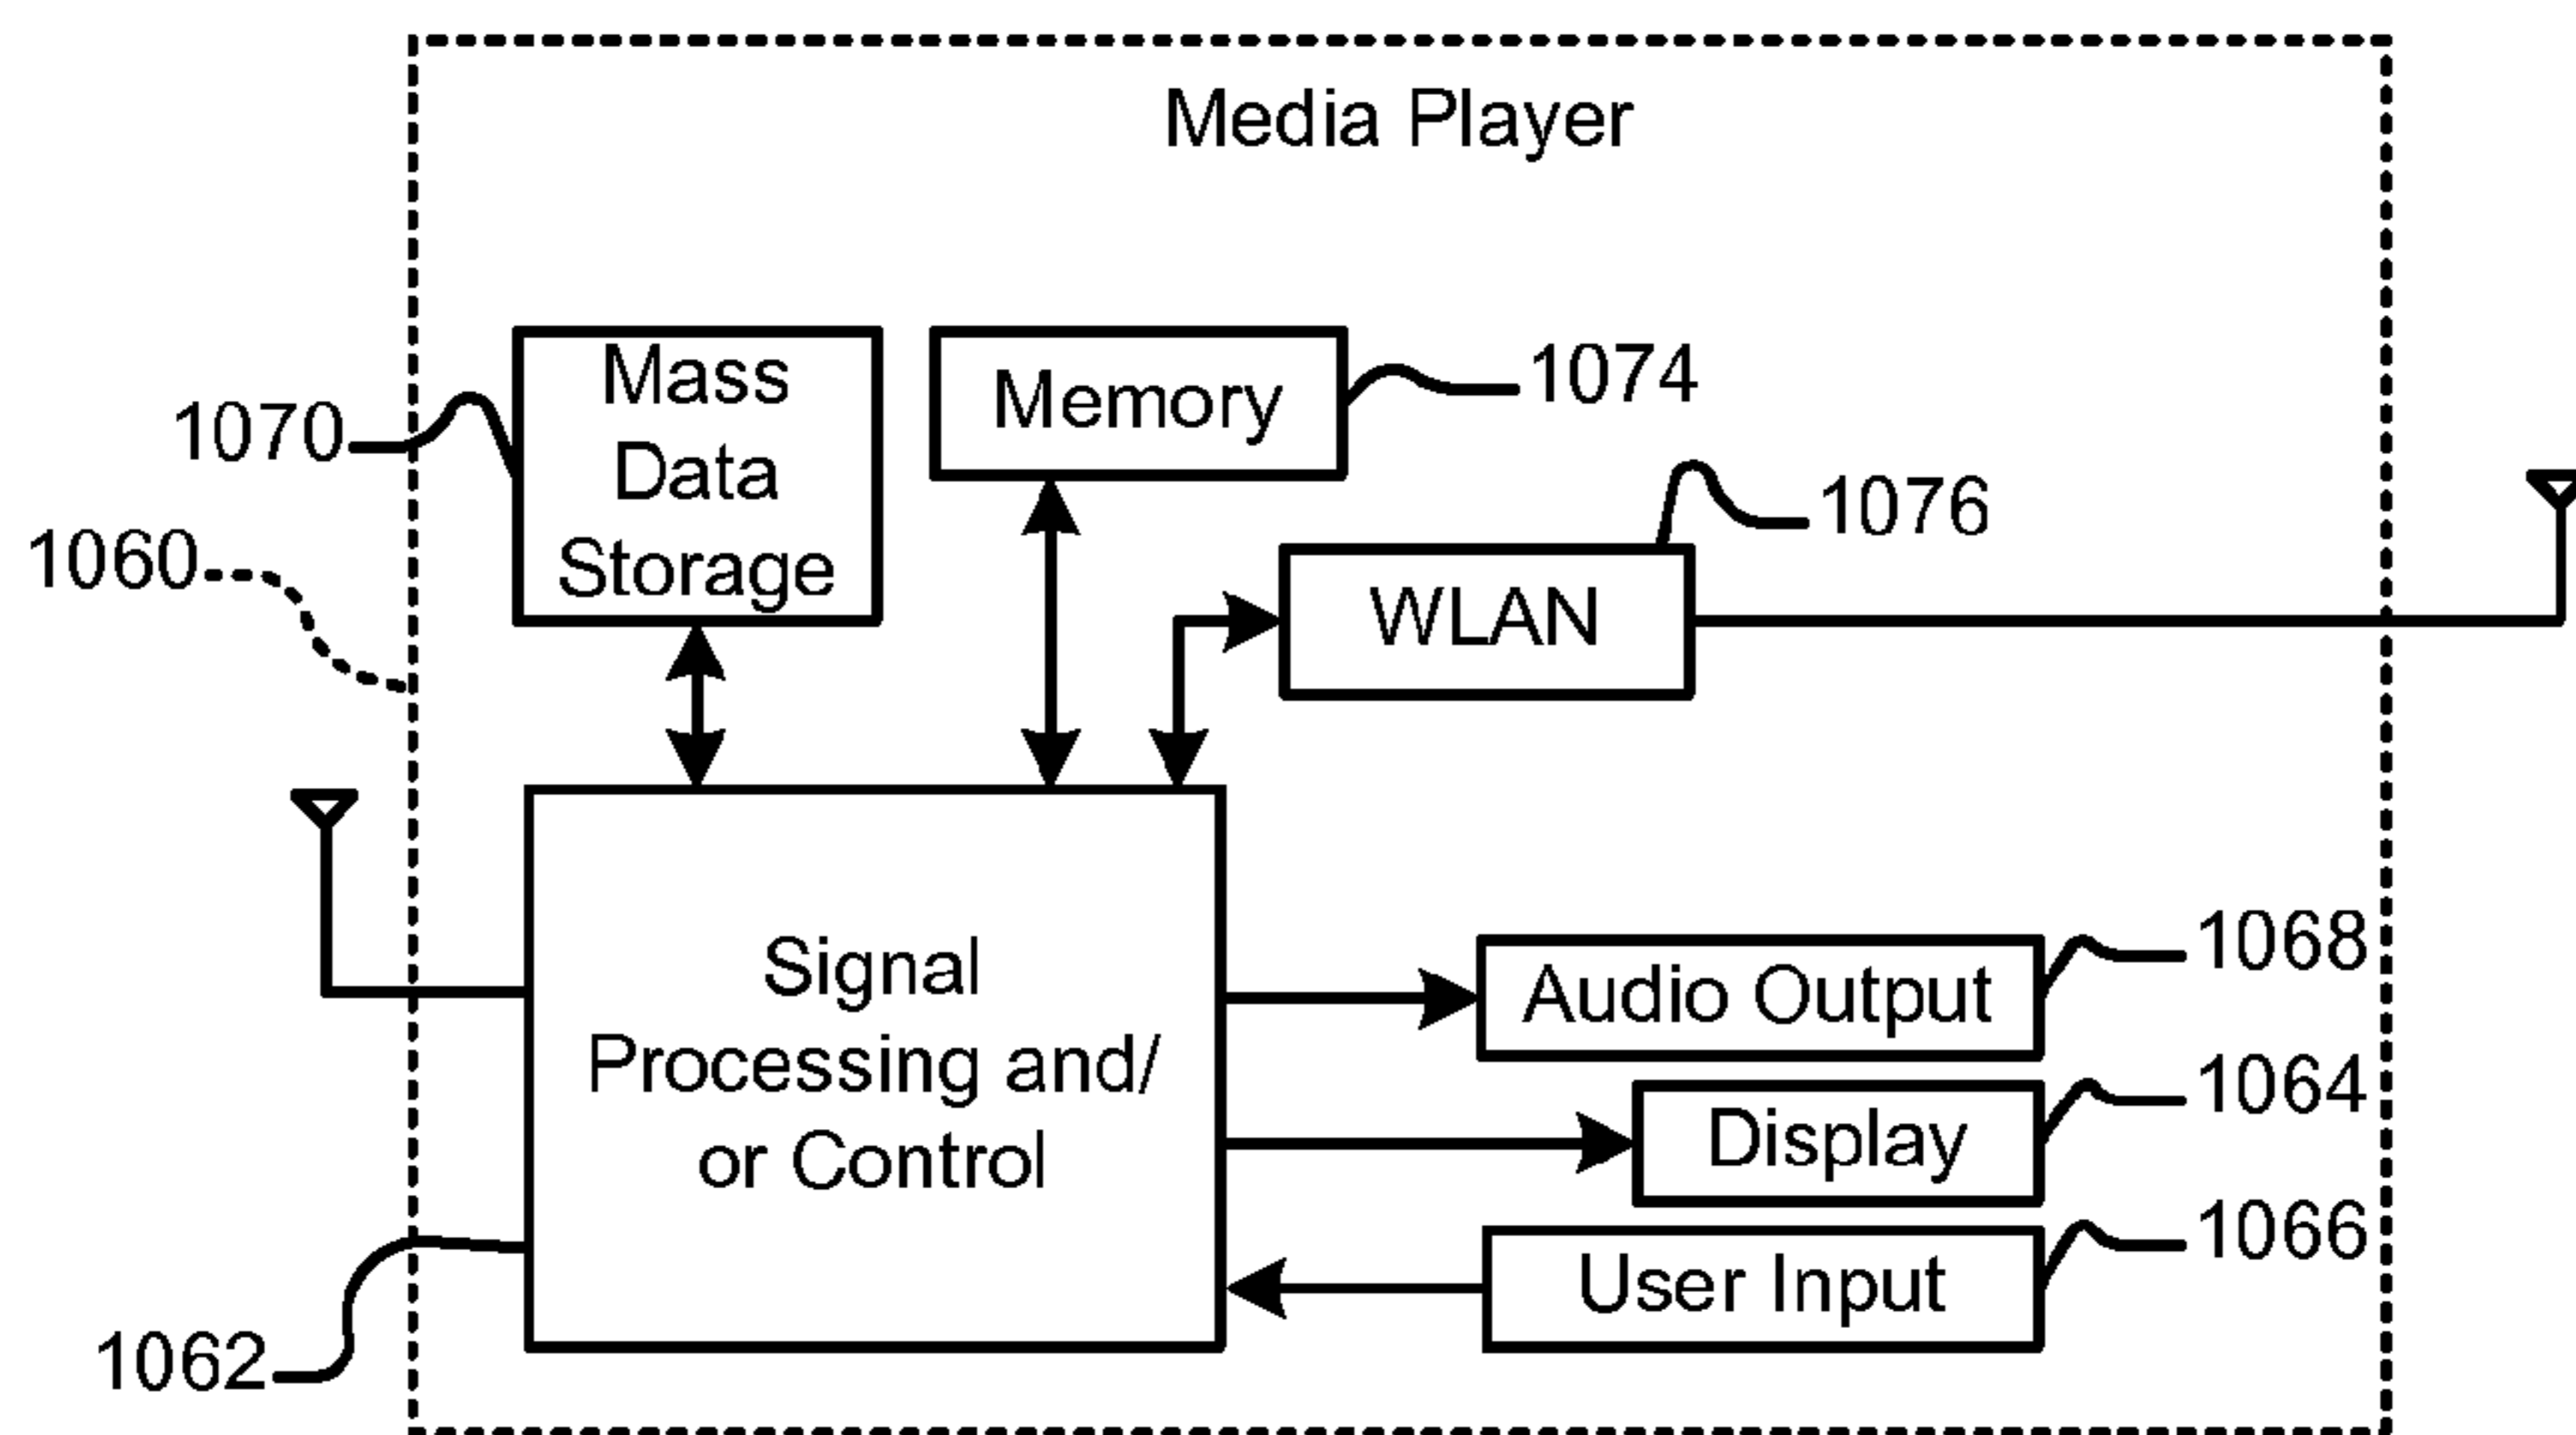 Media Player
Mass
Data
Storage
Memory
1074
1070
1076
1060
WLAN
Signal
Processing and/
or Control
Audio Output
1068
Display
1064
User Input
1066
1062